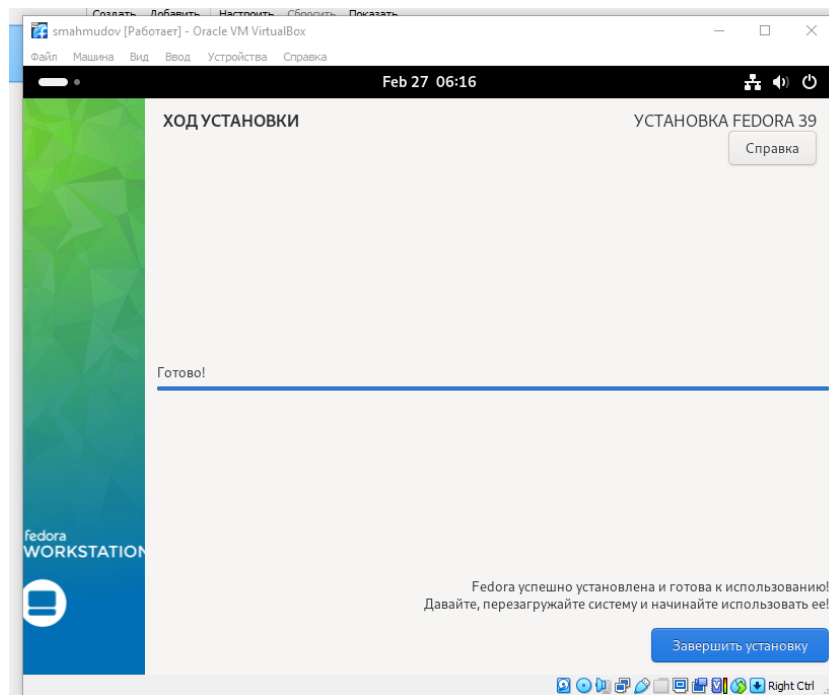 Создать Добавить Настроить Сбросить Показать
smahmudov [Работает] - Oracle VM VirtualBox
Файл Машина Вид Ввод Устройства Справка
Feb 27 06:16
ХОД УСТАНОВКИ
УСТАНОВКА FEDORA 39
Справка
Готово!
fedora
WORKSTATION
Fedora успешно установлена и готова к использованию!
Давайте, перезагружайте систему и начинайте использовать ее!
Завершить установку
Right Ctrl